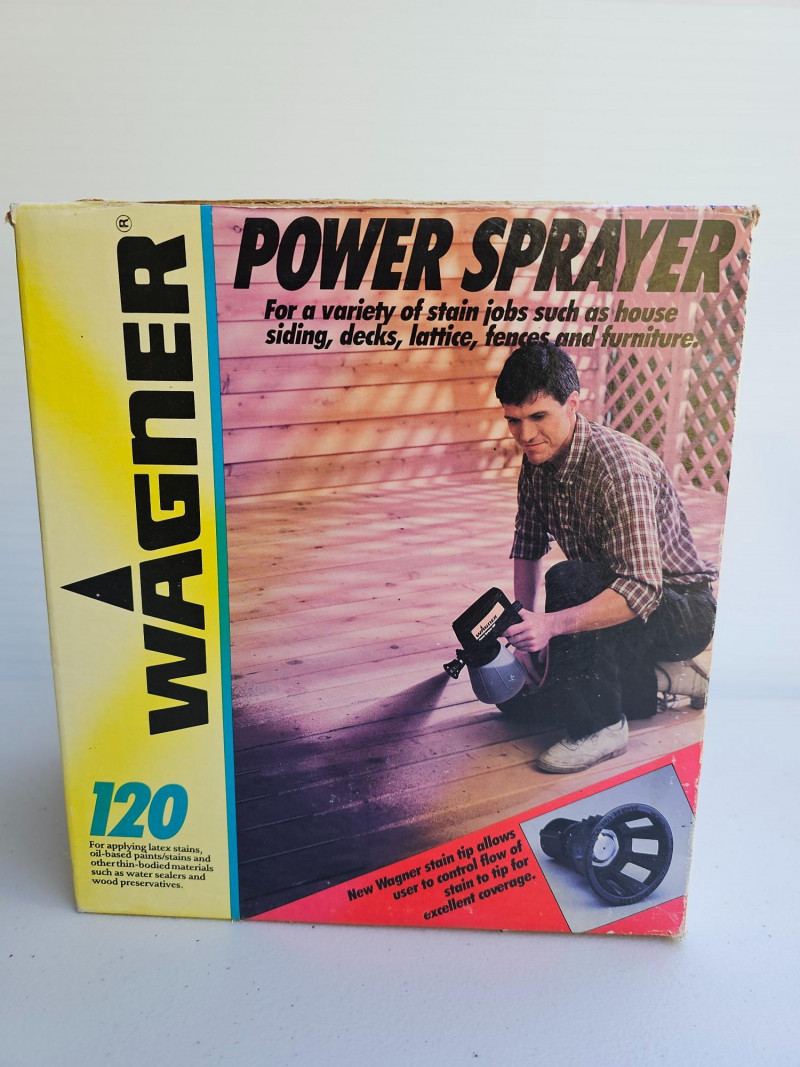 WAGNER®
120
For applying latex stains,
oil-based paints/stains and
other thin-bodied materials
such as water sealers and
wood preservatives.
POWER SPRAYER
For a variety of stain jobs such as house
siding, decks, lattice, fences and furniture.
WAGNER
New Wagner stain tip allows
user to control flow of
stain to tip for
excellent coverage.